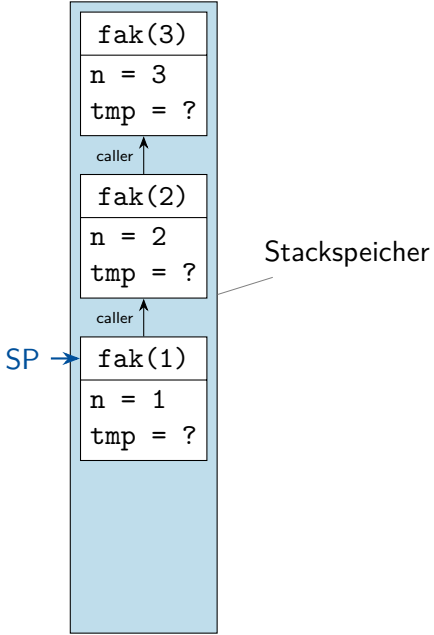 fak(3)
n = 3
tmp = ?
caller
fak(2)
n = 2
tmp = ?
Stackspeicher
caller
SP
fak(1)
n = 1
tmp = ?